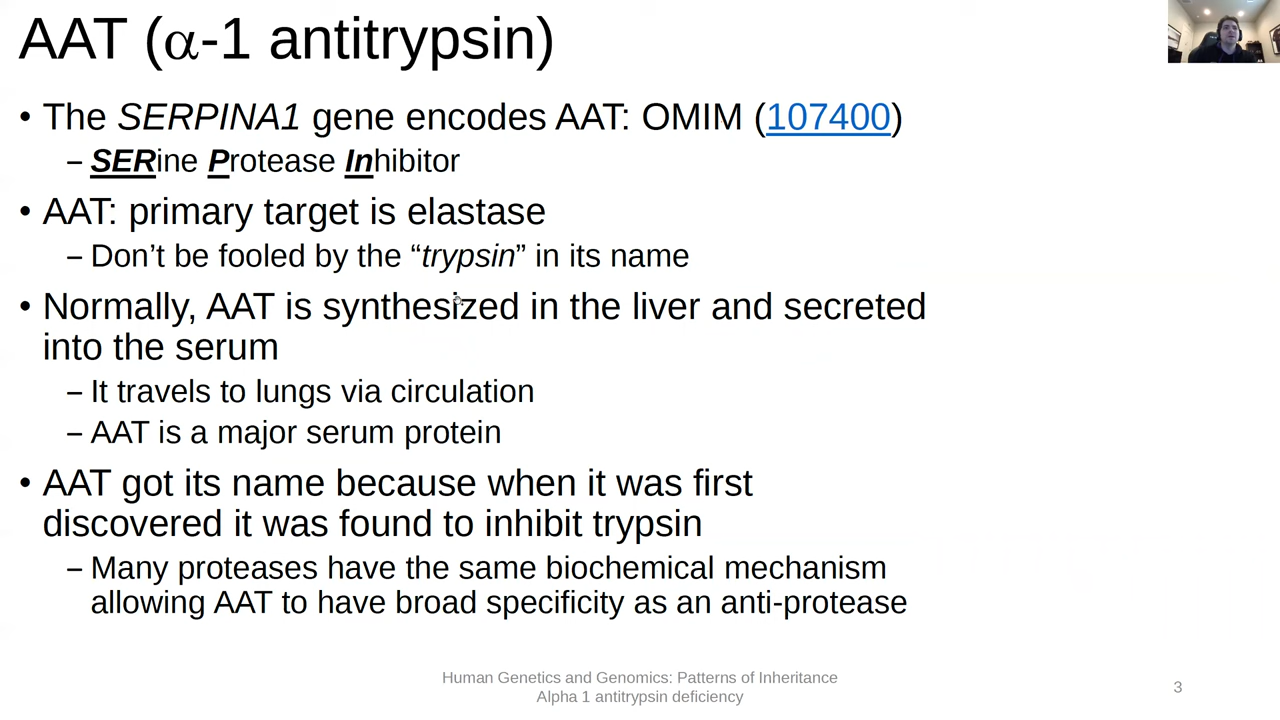 AAT (α-1 antitrypsin)
• The SERPINA1 gene encodes AAT: OMIM (107400)
– SERine Protease Inhibitor
• AAT: primary target is elastase
– Don’t be fooled by the “trypsin” in its name
• Normally, AAT is synthesized in the liver and secreted
into the serum
– It travels to lungs via circulation
– AAT is a major serum protein
• AAT got its name because when it was first
discovered it was found to inhibit trypsin
– Many proteases have the same biochemical mechanism
allowing AAT to have broad specificity as an anti-protease
Human Genetics and Genomics: Patterns of Inheritance
Alpha 1 antitrypsin deficiency
3